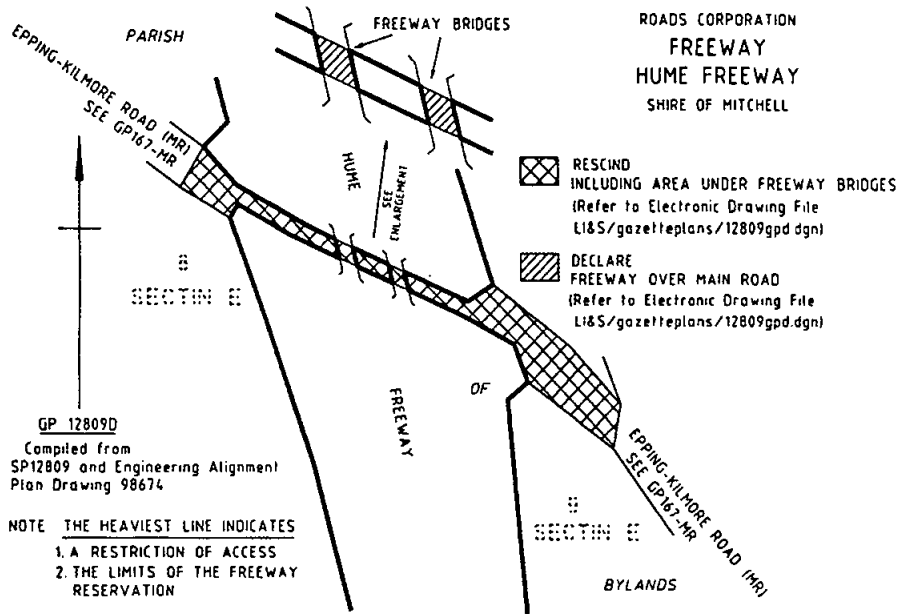 ROADS CORPORATION
FREEWAY
HUME FREEWAY
SHIRE OF MITCHELL
PARISH
FREEWAY BRIDGES
EPPING-KILMORE ROAD (MR)
SEE GP167-MR
HUME
SEE
ENLARGEMENT
RESCIND
INCLUDING AREA UNDER FREEWAY BRIDGES
(Refer to Electronic Drawing File
LI&S/gazetteplans/12809gpd.dgn)
DECLARE
FREEWAY OVER MAIN ROAD
(Refer to Electronic Drawing File
LI&S/gazetteplans/12809gpd.dgn)
8
SECTIN E
FREEWAY
OF
GP 12809D
Compiled from
SP12809 and Engineering Alignment
Plan Drawing 98674
NOTE THE HEAVIEST LINE INDICATES
1. A RESTRICTION OF ACCESS
2. THE LIMITS OF THE FREEWAY
RESERVATION
9
SECTIN E
BYLANDS
EPPING-KILMORE ROAD (MR)
SEE GP167-MR